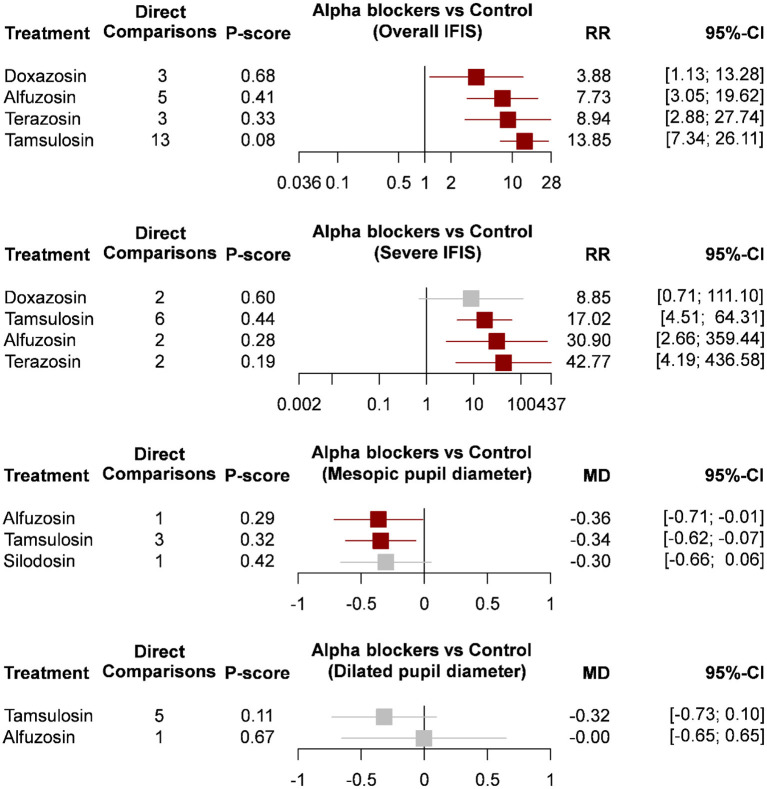 Direct Alpha blockers vs Control
Treatment Comparisons P-score (Overall IFIS) RR 95%-CI
Doxazosin 3 0.68 3.88 [1.13; 13.28]
Alfuzosin 5 0.41 7.73 [3.05; 19.62]
Terazosin 3 0.33 8.94 [2.88; 27.74]
Tamsulosin 13 0.08 13.85 [7.34; 26.11]
0.036 0.1 0.5 1 2 10 28
Direct Alpha blockers vs Control
Treatment Comparisons P-score (Severe IFIS) RR 95%-CI
Doxazosin 2 0.60 8.85 [0.71; 111.10]
Tamsulosin 6 0.44 17.02 [4.51; 64.31]
Alfuzosin 2 0.28 30.90 [2.66; 359.44]
Terazosin 2 0.19 42.77 [4.19; 436.58]
0.002 0.1 1 10 100437
Direct Alpha blockers vs Control
Treatment Comparisons P-score (Mesopic pupil diameter) MD 95%-CI
Alfuzosin 1 0.29 -0.36 [-0.71; -0.01]
Tamsulosin 3 0.32 -0.34 [-0.62; -0.07]
Silodosin 1 0.42 -0.30 [-0.66; 0.06]
-1 -0.5 0 0.5 1
Direct Alpha blockers vs Control
Treatment Comparisons P-score (Dilated pupil diameter) MD 95%-CI
Tamsulosin 5 0.11 -0.32 [-0.73; 0.10]
Alfuzosin 1 0.67 -0.00 [-0.65; 0.65]
-1 -0.5 0 0.5 1